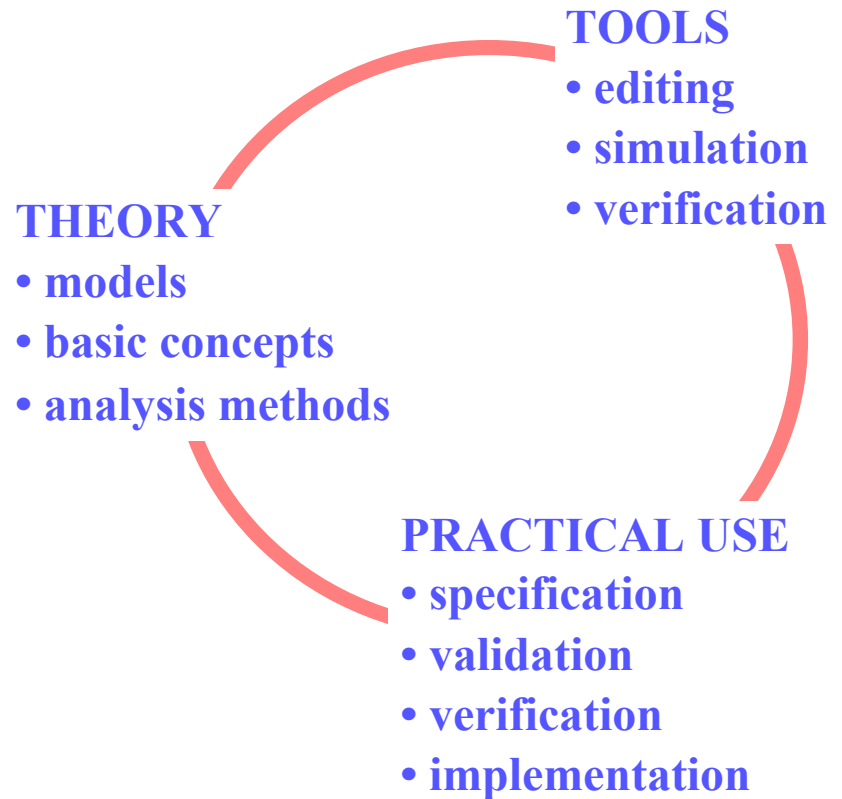 TOOLS
• editing
• simulation
• verification
THEORY
• models
• basic concepts
• analysis methods
PRACTICAL USE
• specification
• validation
• verification
• implementation